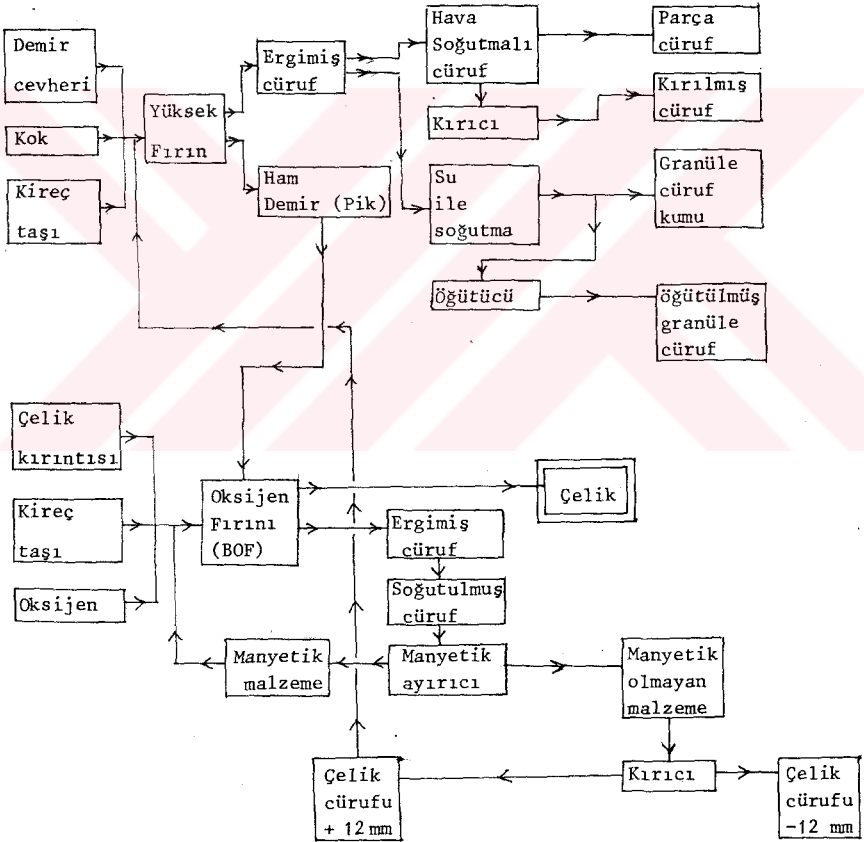 Demir
cevheri
Kok
Kireç
taşı
Yüksek
Fırın
Ergimiş
cüruf
Ham
Demir (Pik)
Hava
Soğutmalı
cüruf
Parça
cüruf
Kırıcı
Kırılmış
cüruf
Su
ile
soğutma
Granüle
cüruf
kumu
Öğütücü
öğütülmüş
granüle
cüruf
Çelik
kırıntısı
Kireç
taşı
Oksijen
Oksijen
Fırını
(BOF)
Çelik
Ergimiş
cüruf
Soğutulmuş
cüruf
Manyetik
malzeme
Manyetik
ayırıcı
Manyetik
olmayan
malzeme
Çelik
cürufu
+ 12 mm
Kırıcı
Çelik
cürufu
-12 mm